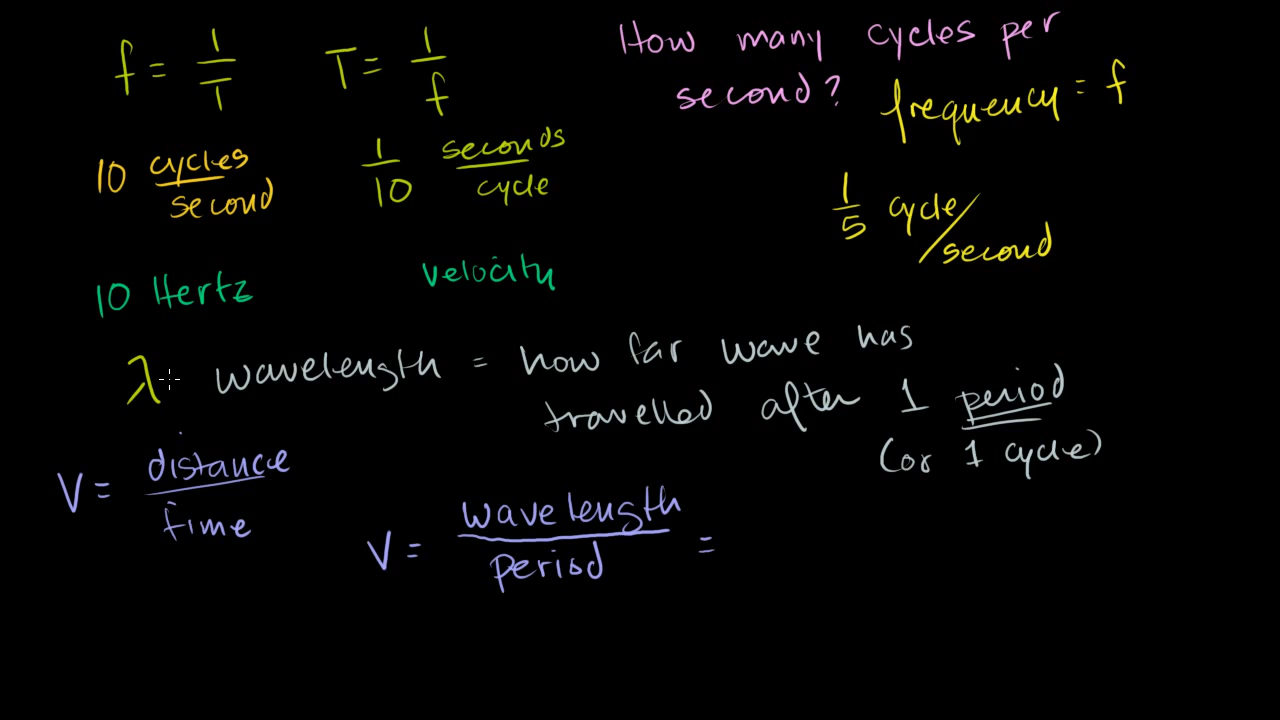 f = 1/T
T = 1/f
How many cycles per
second?
frequency = f
10 cycles/second
1/10 seconds/cycle
1/5 cycle/second
10 Hertz
velocity
λ wavelength = how far wave has
travelled after 1 period
(or 1 cycle)
V = distance/time
V = wavelength/period =